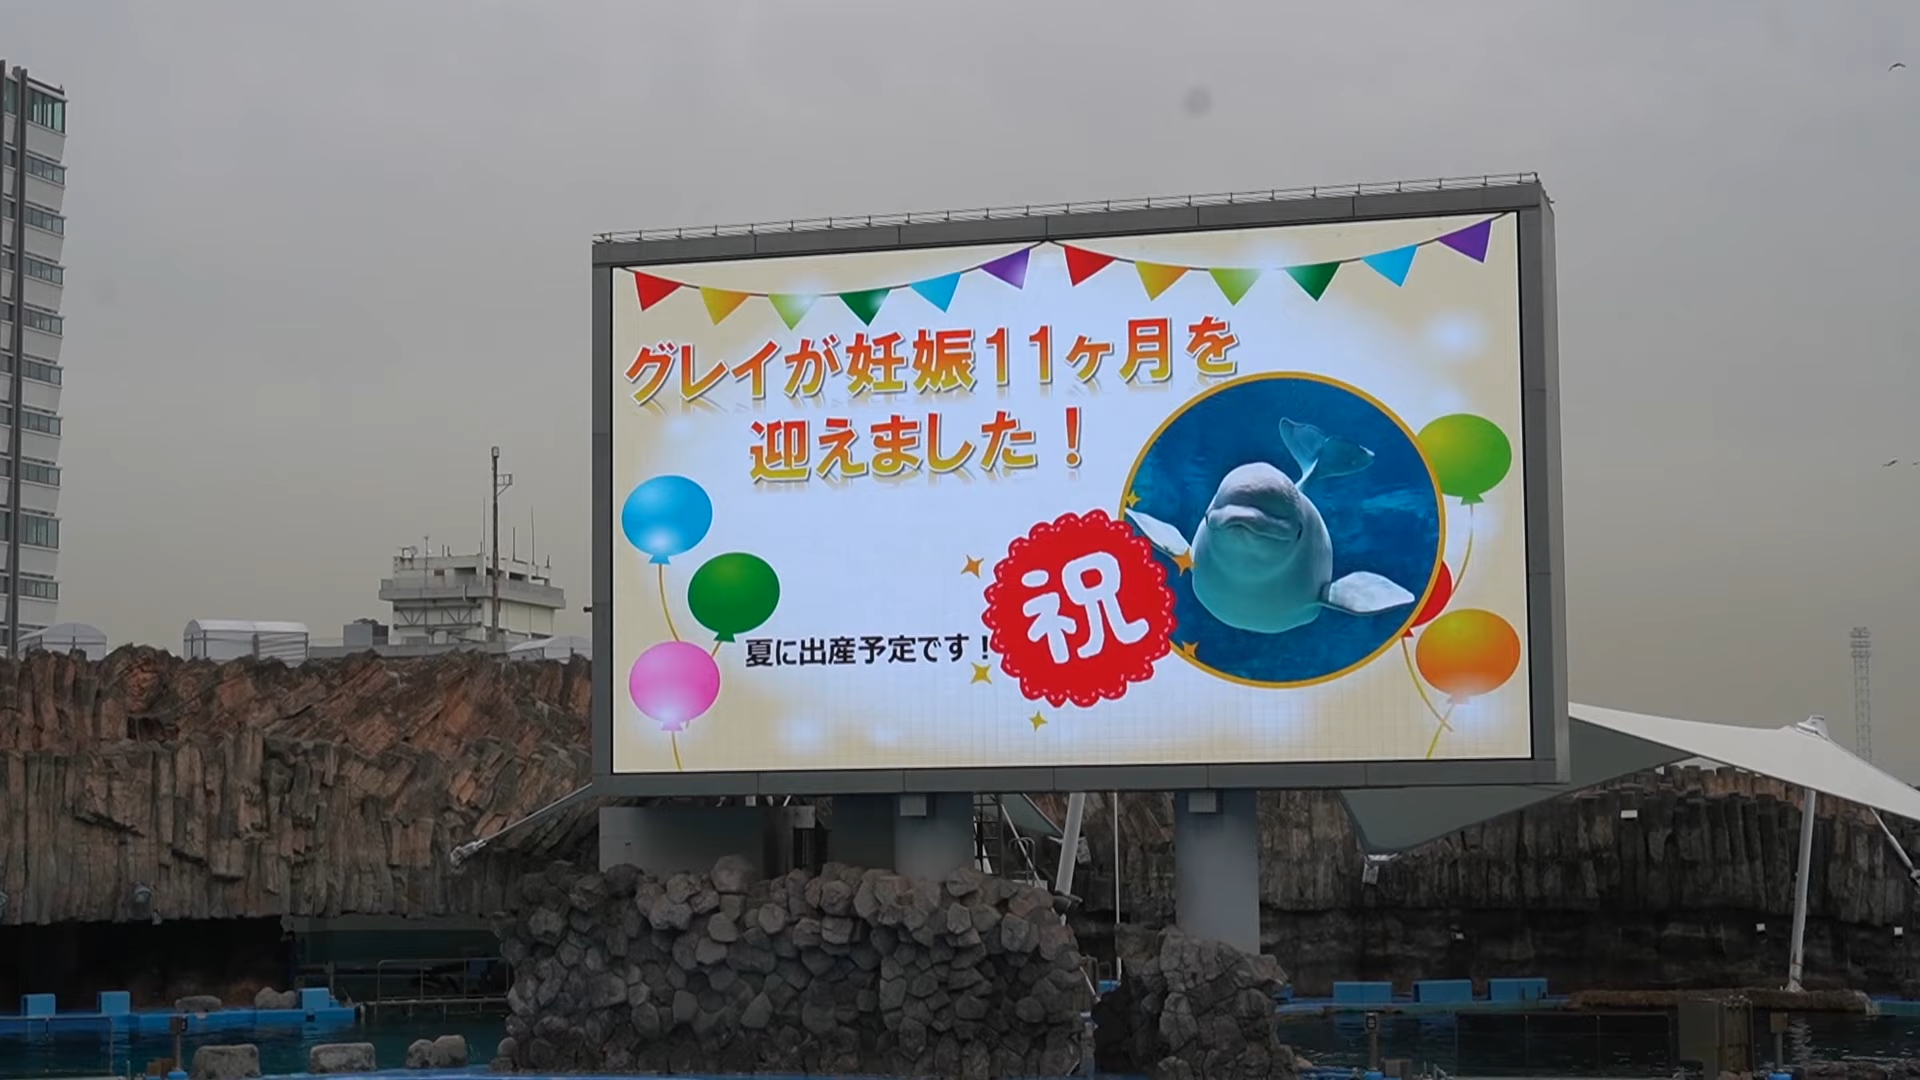 グレイが妊娠11ヶ月を
迎えました！
祝
夏に出産予定です！